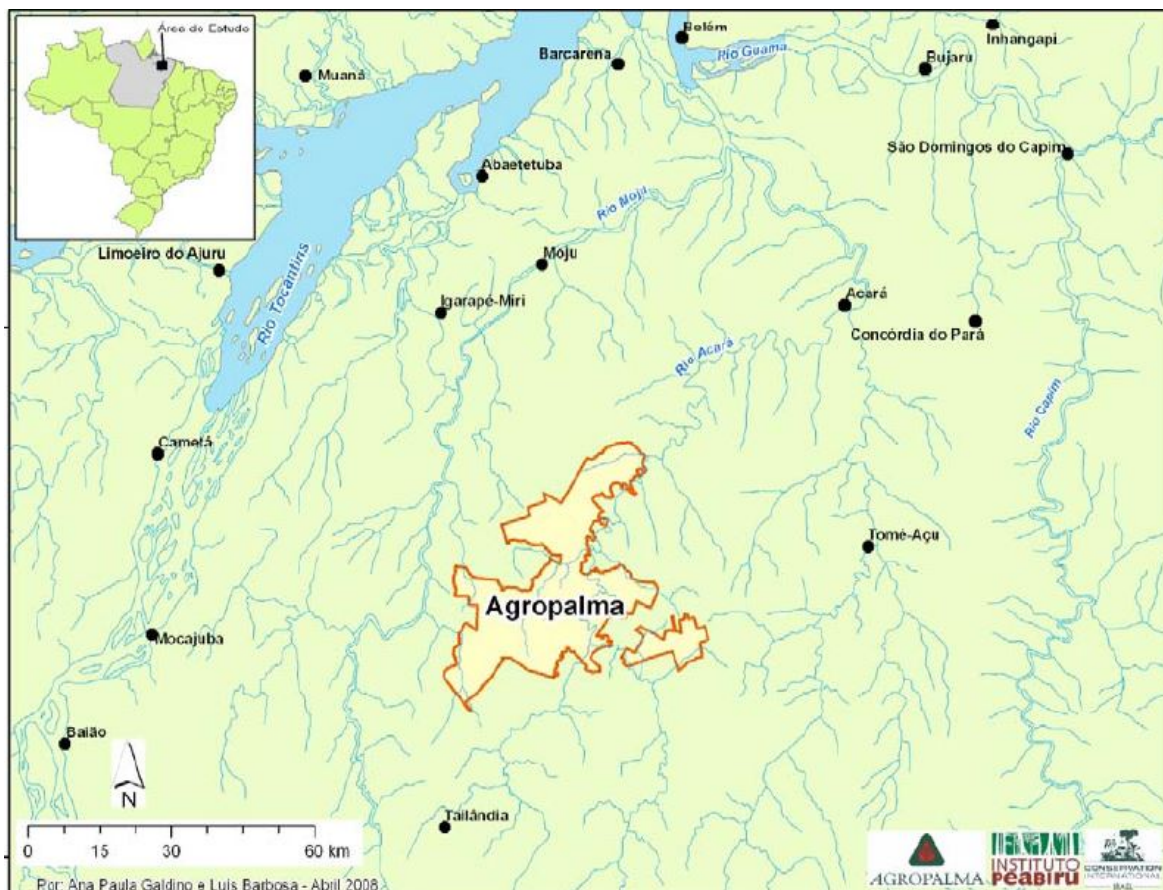 Área de Estudo
Belém
Inhangapi
Rio Guamá
Barcarena
Bujaru
Muaná
São Domingos do Capim
Abaetetuba
Rio Moju
Limoeiro do Ajuru
Moju
Rio Tocantins
Igarapé-Miri
Acará
Concórdia do Pará
Rio Acará
Rio Capim
Cametá
Tomé-Açu
Agropalma
Mocajuba
Baião
N
Tailândia
0 15 30 60 km
Por: Ana Paula Galdino e Luis Barbosa - Abril 2008
AGROPALMA
INSTITUTO
PEABIRU
CONSERVATION
INTERNATIONAL
BRASIL